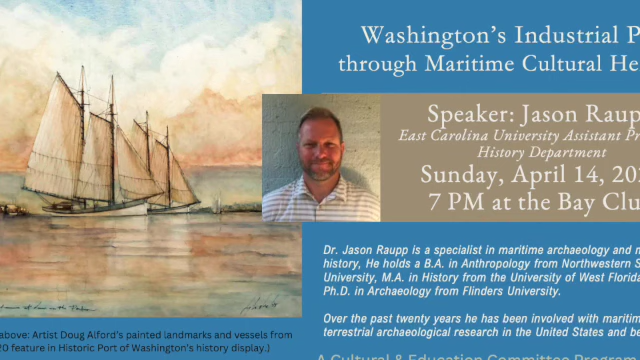 Washington's Industrial P
through Maritime Cultural He
Speaker: Jason Raupp
East Carolina University Assistant Pr
History Department
Sunday, April 14, 20
7 PM at the Bay Clu
Dr. Jason Raupp is a specialist in maritime archaeology and n
history, He holds a B.A. in Anthropology from Northwestern S
University, M.A. in History from the University of West Florida
Ph.D. in Archaeology from Flinders University.
Over the past twenty years he has been involved with maritim
terrestrial archaeological research in the United States and be
above: Artist Doug Alford's painted landmarks and vessels from
20 feature in Historic Port of Washington's history display.)
A Cultural & Education Committee Program